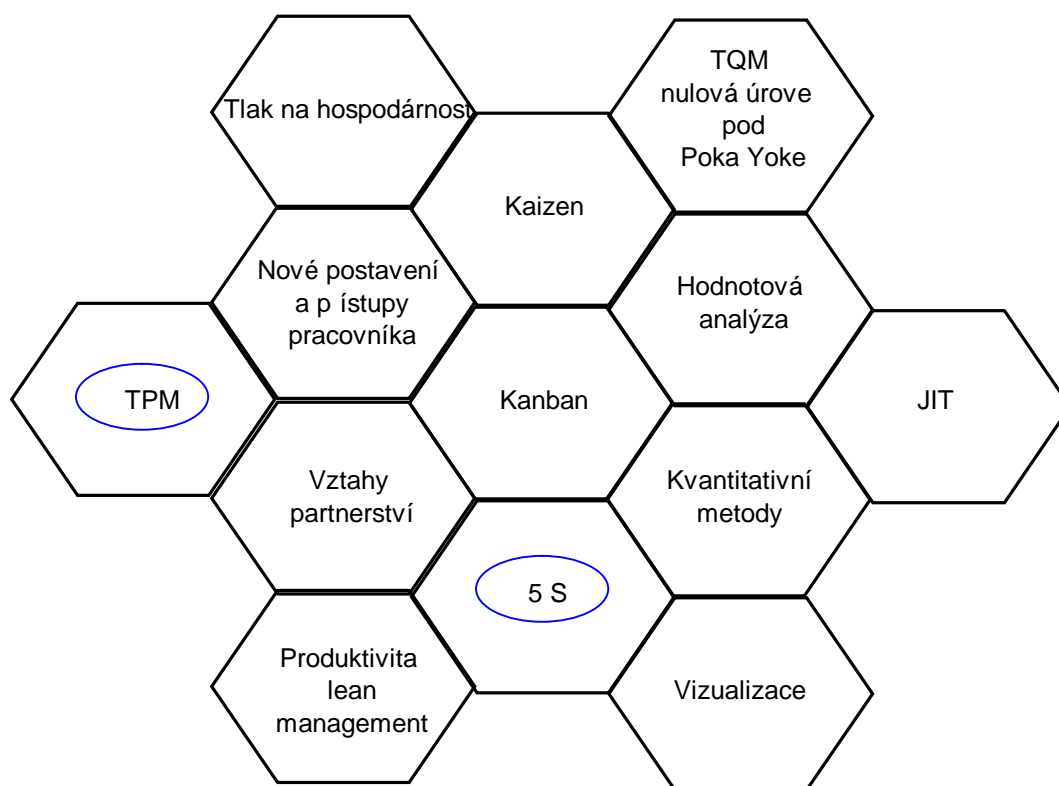 Tlak na hospodárnost
TQM
nulová úrove
pod
Poka Yoke
Kaizen
Nové postavení
a p ístupy
pracovníka
Hodnotová
analýza
TPM
Kanban
JIT
Vztahy
partnerství
Kvantitativní
metody
5 S
Produktivita
lean
management
Vizualizace